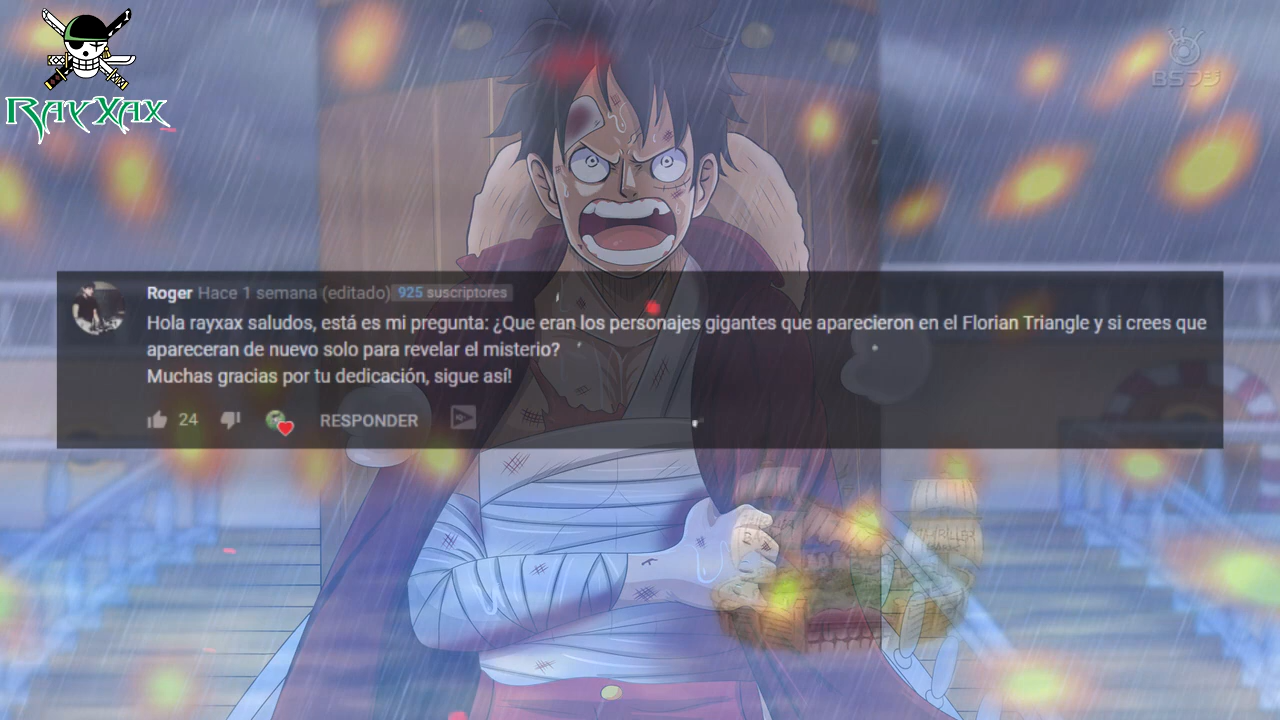 RAYXAX
BSフジ
Roger Hace 1 semana (editado) 925 suscriptores
Hola rayxax saludos, está es mi pregunta: ¿Que eran los personajes gigantes que aparecieron en el Florian Triangle y si crees que
apareceran de nuevo solo para revelar el misterio?
Muchas gracias por tu dedicación, sigue así!
24 RESPONDER
THRILLER